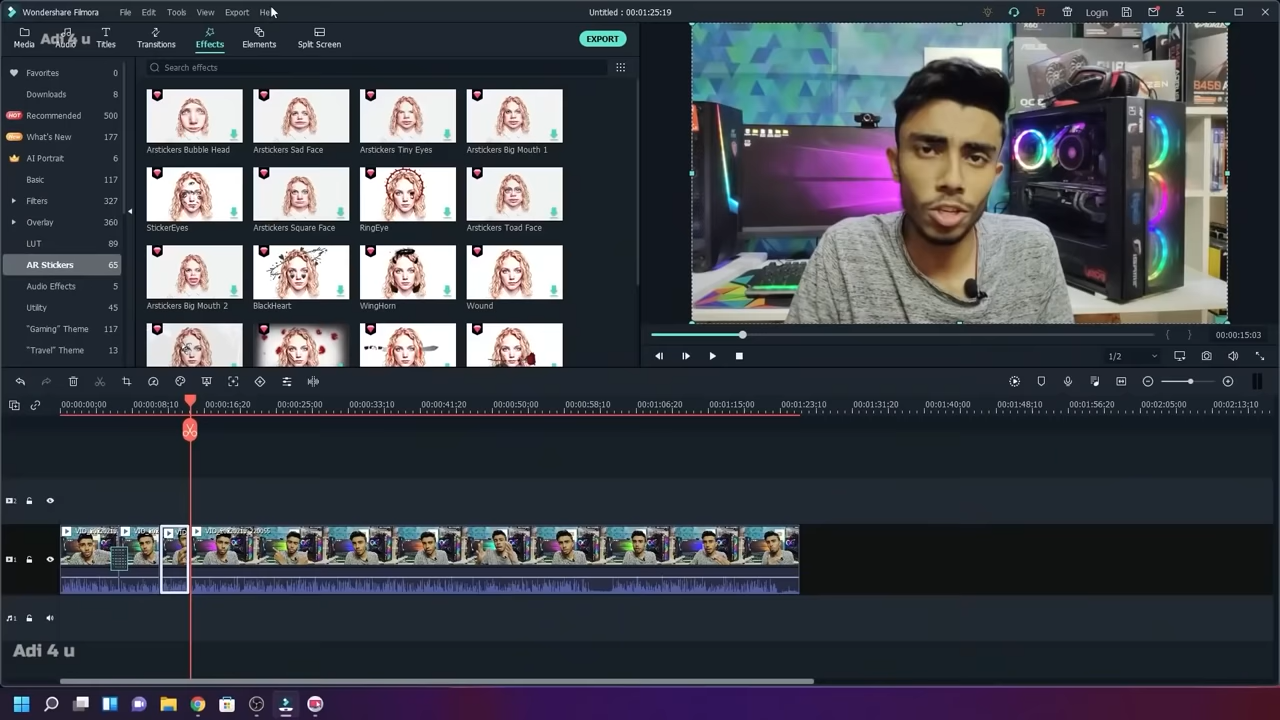 Wondershare Filmora
File
Edit
Tools
View
Export
Untitled : 00:01:25:19
Login
Media
Titles
Transitions
Effects
Elements
Split Screen
EXPORT
Adi 4 u
Favorites 0
Downloads 8
HOT Recommended 500
What's New 177
AI Portrait 6
Basic 117
Filters 327
Overlay 360
LUT 89
AR Stickers 65
Audio Effects 5
Utility 45
"Gaming" Theme 117
"Travel" Theme 13
Search effects
Arstickers Bubble Head
Arstickers Sad Face
Arstickers Tiny Eyes
Arstickers Big Mouth 1
StickerEyes
Arstickers Square Face
RingEye
Arstickers Toad Face
Arstickers Big Mouth 2
BlackHeart
WingHorn
Wound
00:00:15:03
1/2
00:00:00:00
00:00:08:10
00:00:16:20
00:00:25:00
00:00:33:10
00:00:41:20
00:00:50:00
00:00:58:10
00:01:06:20
00:01:15:00
00:01:23:10
00:01:31:20
00:01:40:00
00:01:48:10
00:01:56:20
00:02:05:00
00:02:13:10
2
1
1
Adi 4 u